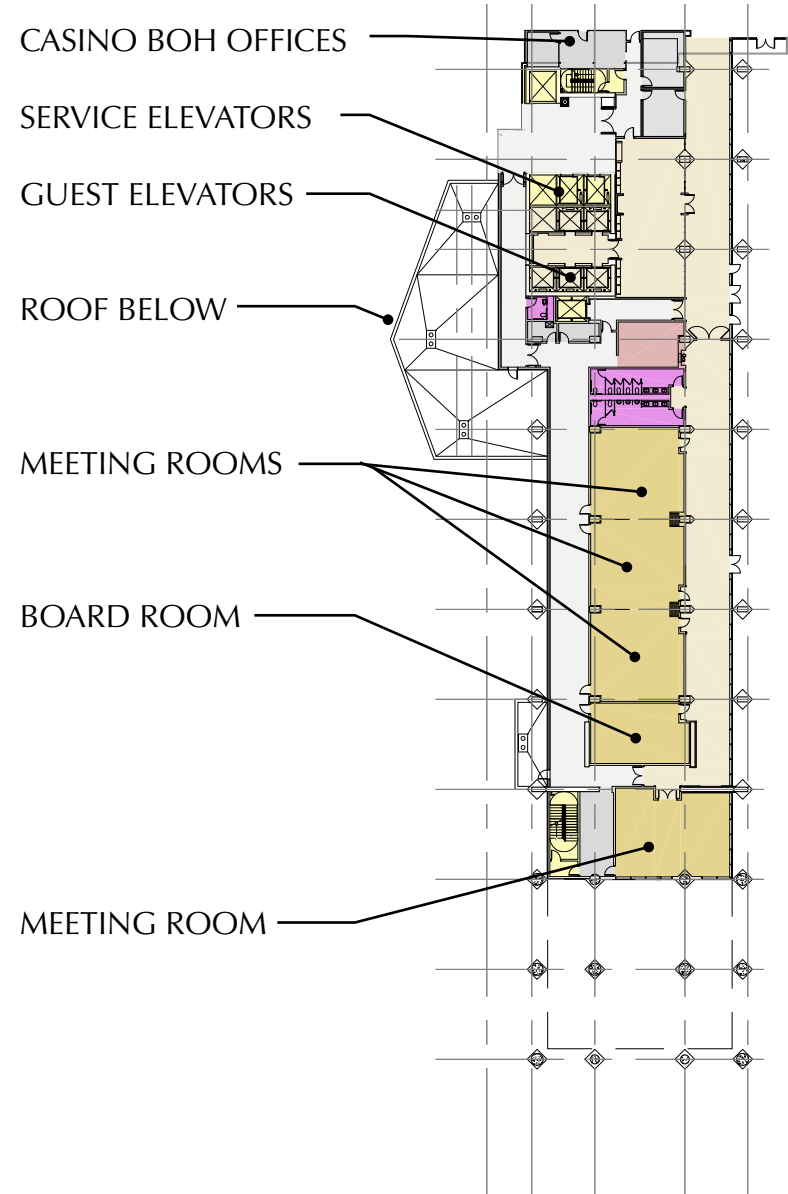 CASINO BOH OFFICES
SERVICE ELEVATORS
GUEST ELEVATORS
ROOF BELOW
MEETING ROOMS
BOARD ROOM
MEETING ROOM